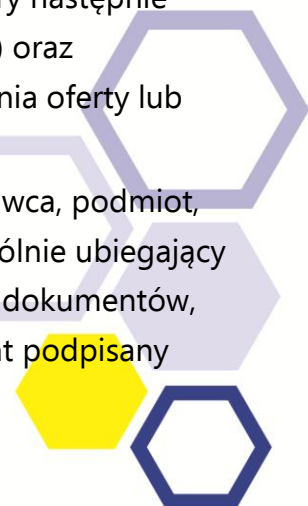 ry następnie
) oraz
nia oferty lub
wca, podmiot,
ólnie ubiegający
dokumentów,
t podpisany